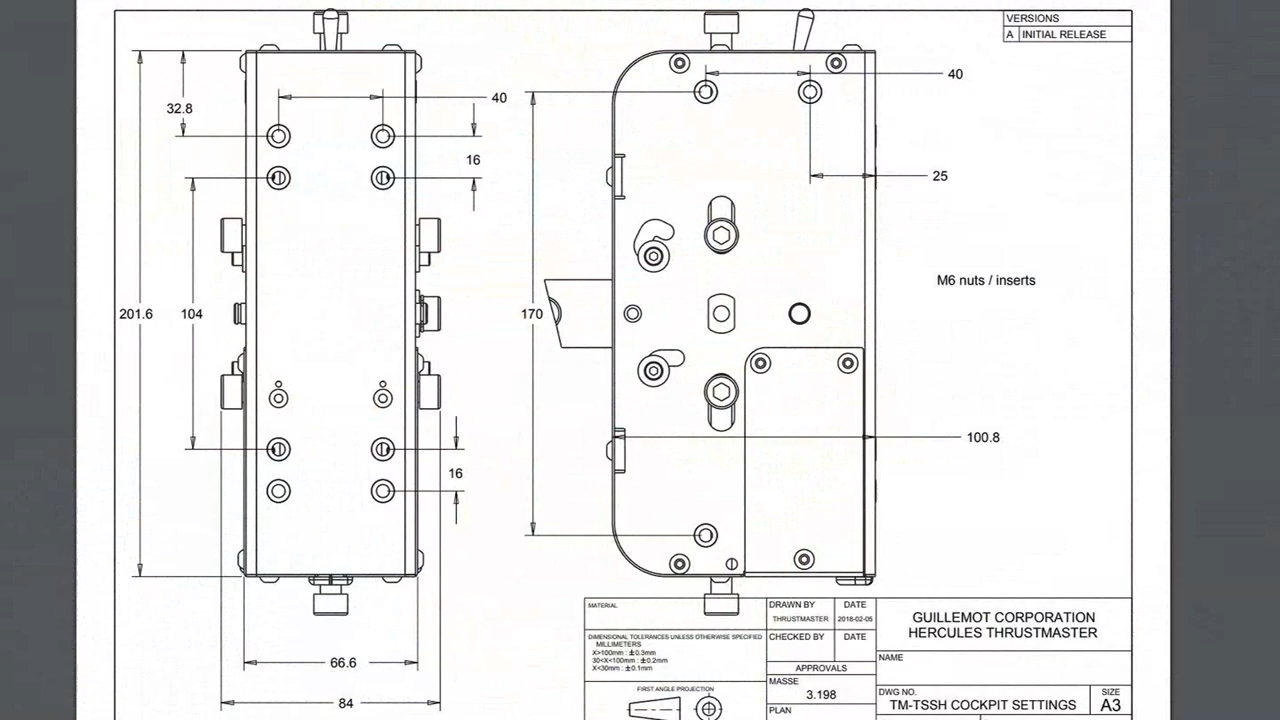 VERSIONS
A INITIAL RELEASE
40
32.8
40
16
25
M6 nuts / inserts
201.6
104
170
100.8
16
66.6
84
MATERIAL
DIMENSIONAL TOLERANCES UNLESS OTHERWISE SPECIFIED
MILLIMETERS
X>100mm : ±0.3mm
30<X<100mm : ±0.2mm
X<30mm : ±0.1mm
FIRST ANGLE PROJECTION
DRAWN BY
THRUSTMASTER
DATE
2018-02-05
CHECKED BY
DATE
APPROVALS
MASSE
3.198
PLAN
GUILLEMOT CORPORATION
HERCULES THRUSTMASTER
NAME
DWG NO.
TM-TSSH COCKPIT SETTINGS
SIZE
A3